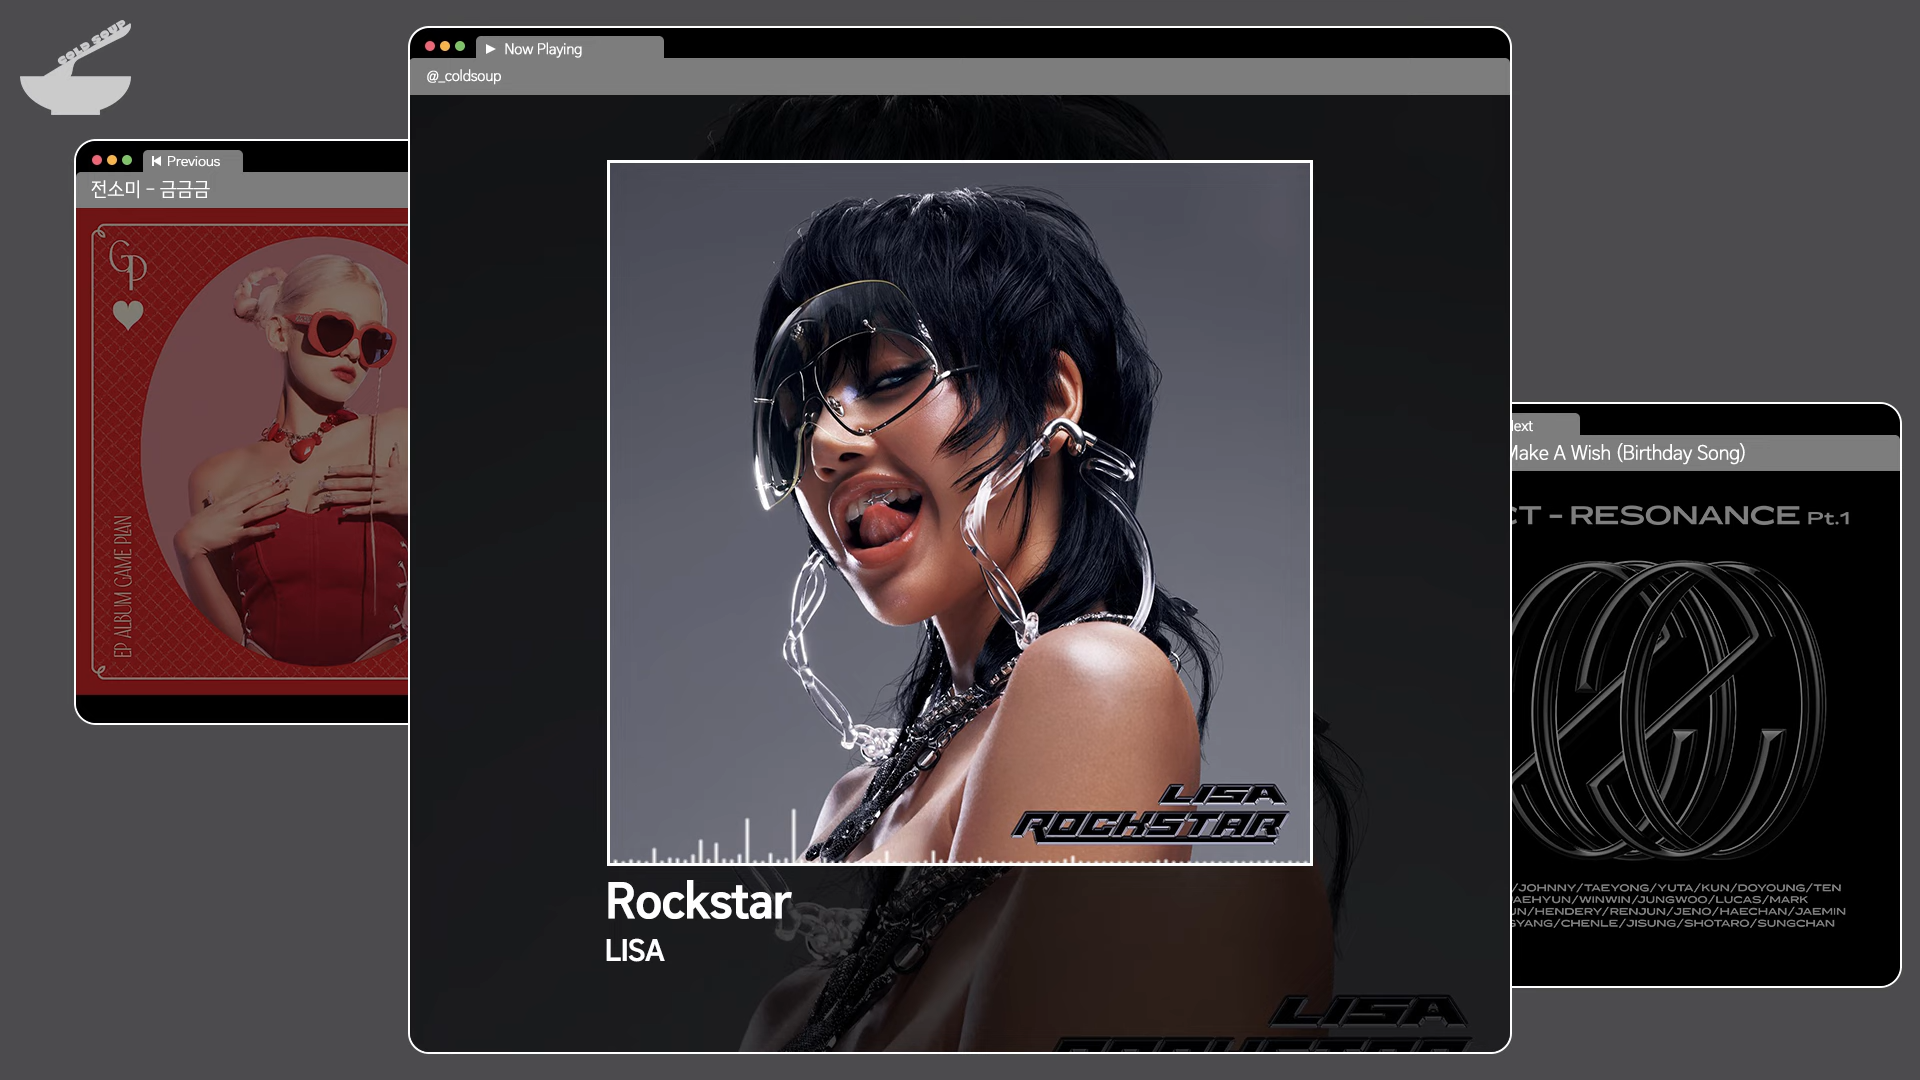 COLD SOUP
Previous
전소미 - 금금금
GP
EP ALBUM GAME PLAN
Now Playing
@_coldsoup
LISA
ROCKSTAR
Rockstar
LISA
LISA
Next
Make A Wish (Birthday Song)
CT - RESONANCE Pt.1
/JOHNNY/TAEYONG/YUTA/KUN/DOYOUNG/TEN
AEHYUN/WINWIN/JUNGWOO/LUCAS/MARK
UN/HENDERY/RENJUN/JENO/HAECHAN/JAEMIN
YANG/CHENLE/JISUNG/SHOTARO/SUNGCHAN